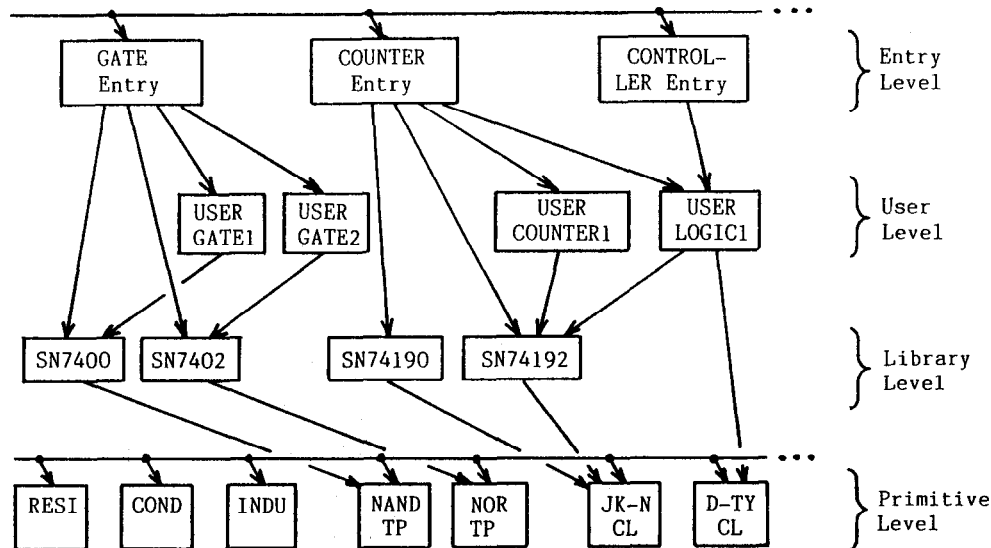 GATE
Entry
COUNTER
Entry
CONTROL-
LER Entry
Entry
Level
USER
GATE1
USER
GATE2
USER
COUNTER1
USER
LOGIC1
User
Level
SN7400
SN7402
SN74190
SN74192
Library
Level
RESI
COND
INDU
NAND
TP
NOR
TP
JK-N
CL
D-TY
CL
Primitive
Level